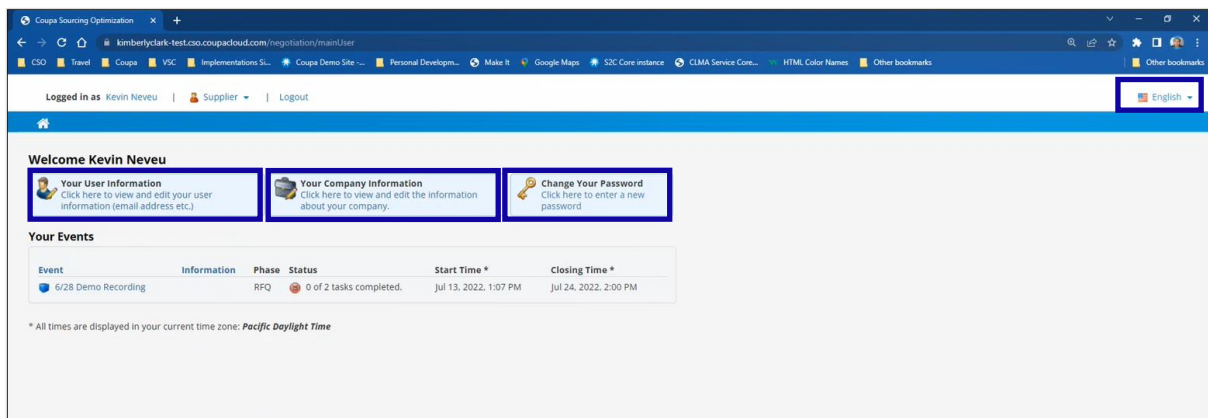 Coupa Sourcing Optimization
kimberlyclark-test.cso.coupacloud.com/negotiation/mainUser
CSO Travel Coupa VSC Implementations Si... Coupa Demo Site -... Personal Developm... Make It Google Maps S2C Core instance CLMA Service Core... HTML Color Names Other bookmarks Other bookmarks
Logged in as Kevin Neveu | Supplier | Logout English
Welcome Kevin Neveu
Your User Information
Click here to view and edit your user
information (email address etc.)
Your Company Information
Click here to view and edit the information
about your company.
Change Your Password
Click here to enter a new
password
Your Events
Event Information Phase Status Start Time * Closing Time *
6/28 Demo Recording RFQ 0 of 2 tasks completed. Jul 13, 2022, 1:07 PM Jul 24, 2022, 2:00 PM
* All times are displayed in your current time zone: Pacific Daylight Time